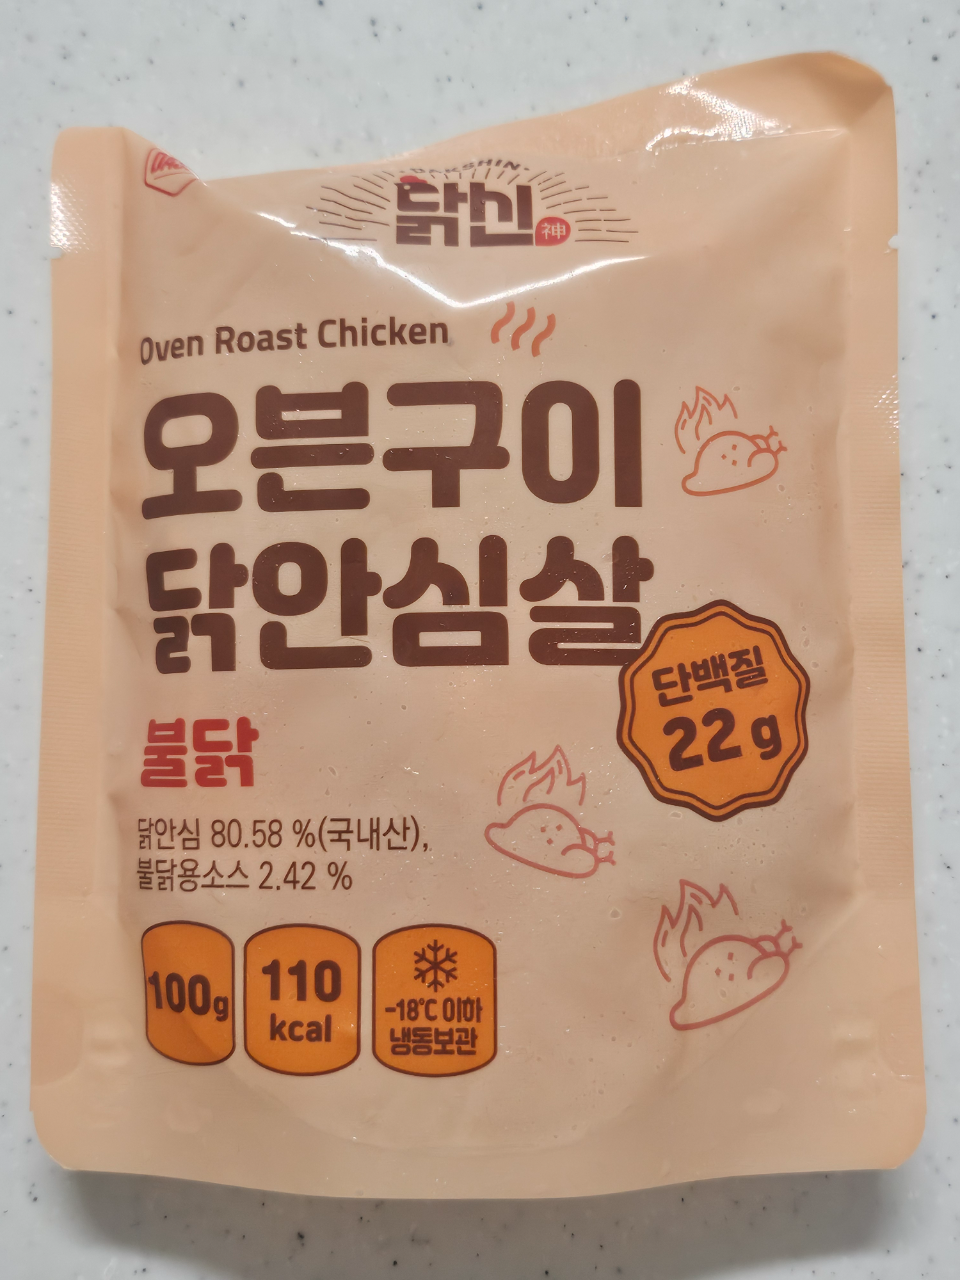 DAKSHIN
닭신 神
Oven Roast Chicken
오븐구이
닭안심살
단백질
22g
불닭
닭안심 80.58 %(국내산),
불닭용소스 2.42 %
100g
110
kcal
-18℃ 이하
냉동보관